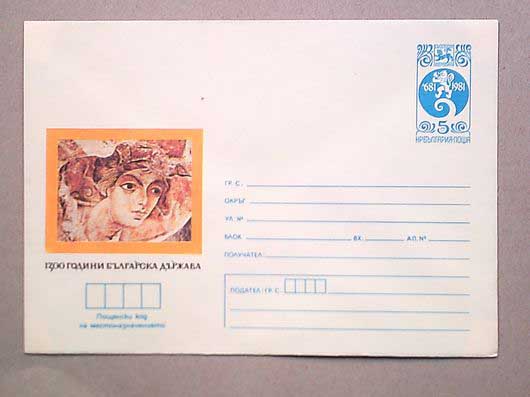 681 1981
5
НР БЪЛГАРИЯ·ПОЩА
1300 ГОДИНИ БЪЛГАРСКА ДЪРЖАВА
Пощенски код
на местоназначението
ГР. С.
ОКРЪГ
УЛ. №
БЛОК ВХ. АП. №
ПОЛУЧАТЕЛ
ПОДАТЕЛ: ГР. С.